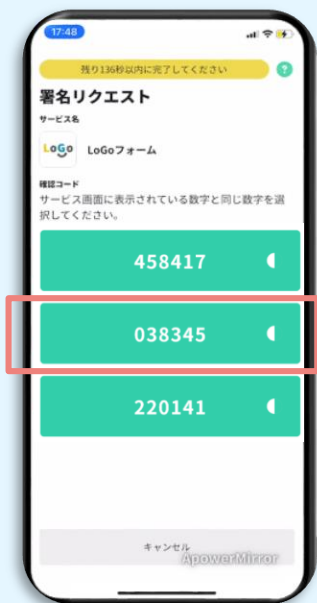 17:48
残り136秒以内に完了してください
?
署名リクエスト
サービス名
LoGo LoGoフォーム
確認コード
サービス画面に表示されている数字と同じ数字を選
択してください。
458417
038345
220141
キャンセル
ApowerMirror